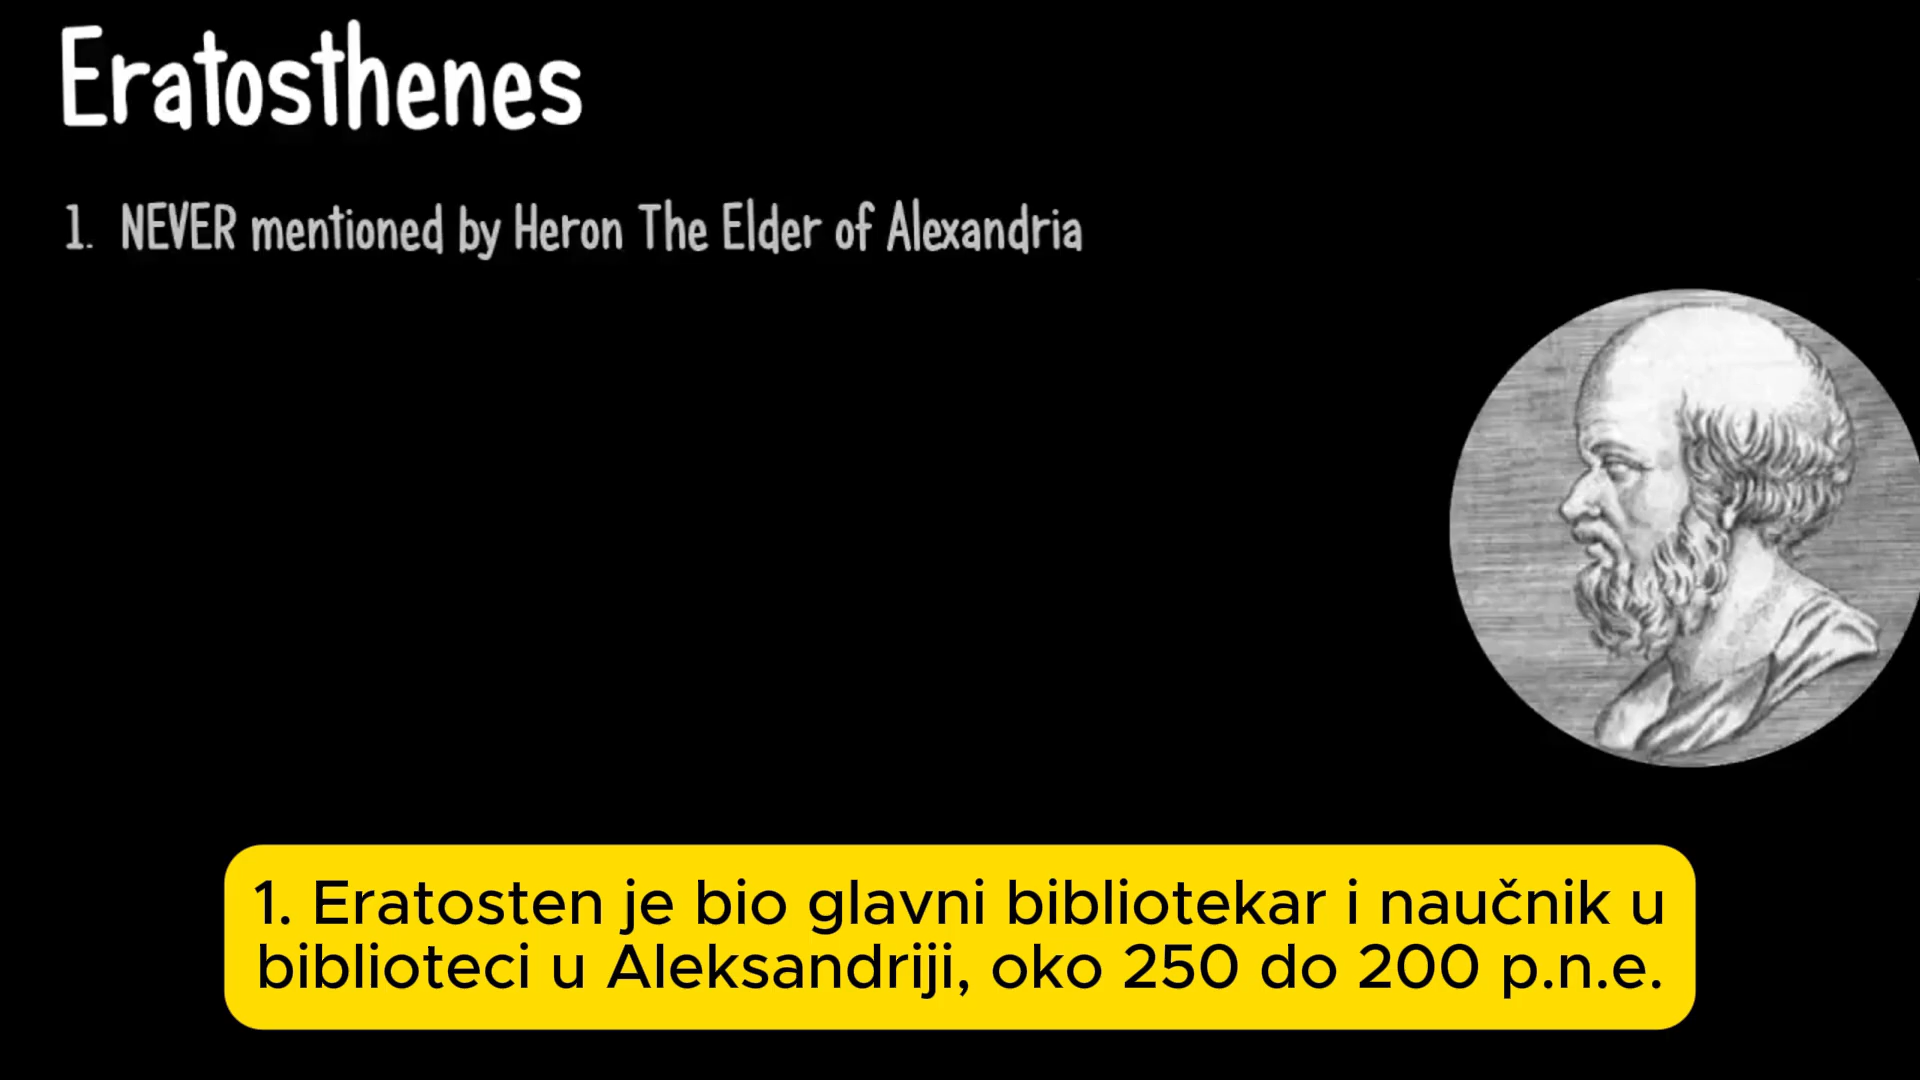 Eratosthenes
1. NEVER mentioned by Heron The Elder of Alexandria
1. Eratosten je bio glavni bibliotekar i naučnik u
biblioteci u Aleksandriji, oko 250 do 200 p.n.e.